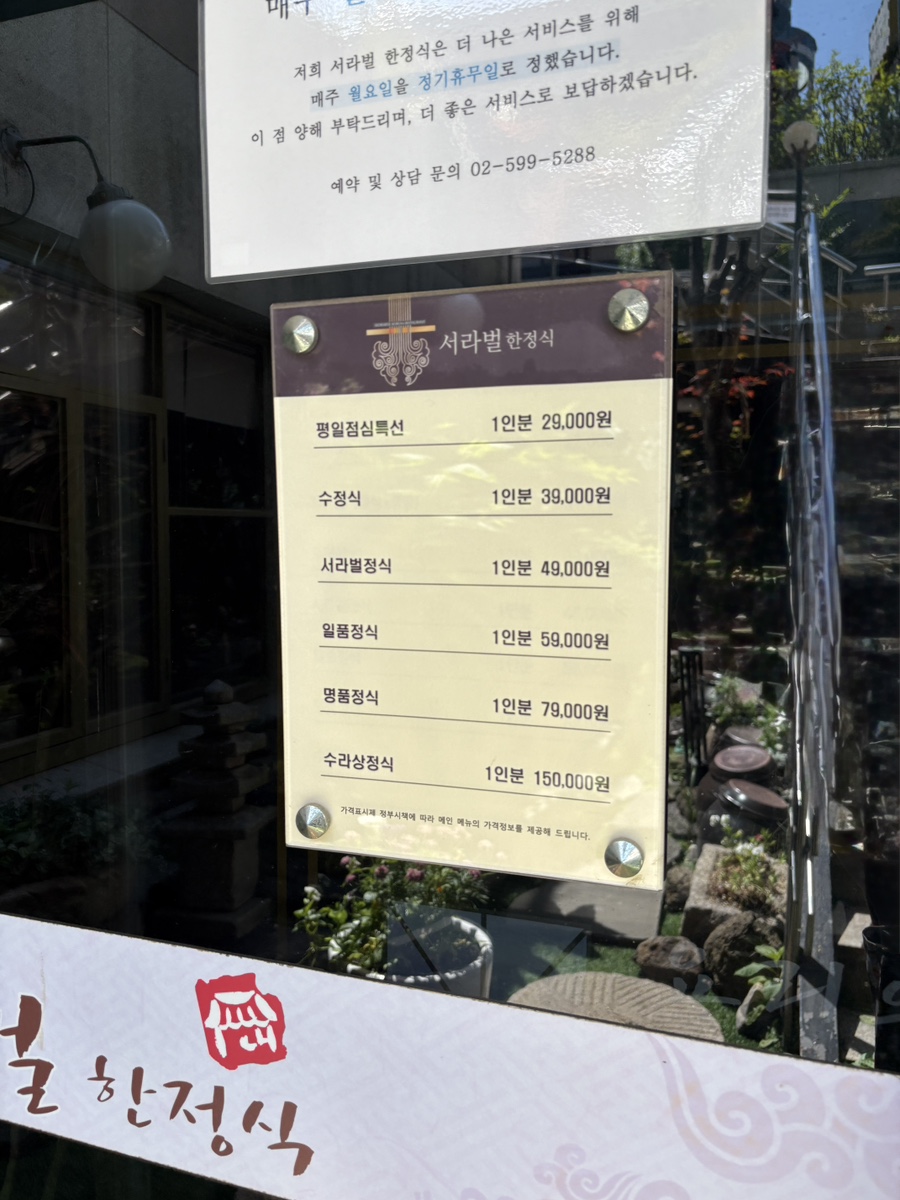 매주
저희 서라벌 한정식은 더 나은 서비스를 위해
매주 월요일을 정기휴무일로 정했습니다.
이 점 양해 부탁드리며, 더 좋은 서비스로 보답하겠습니다.
예약 및 상담 문의 02-599-5288
서라벌 한정식
평일점심특선 1인분 29,000원
수정식 1인분 39,000원
서라벌정식 1인분 49,000원
일품정식 1인분 59,000원
명품정식 1인분 79,000원
수라상정식 1인분 150,000원
가격표시제 정부시책에 따라 메인 메뉴의 가격정보를 제공해 드립니다.
벌 한정식